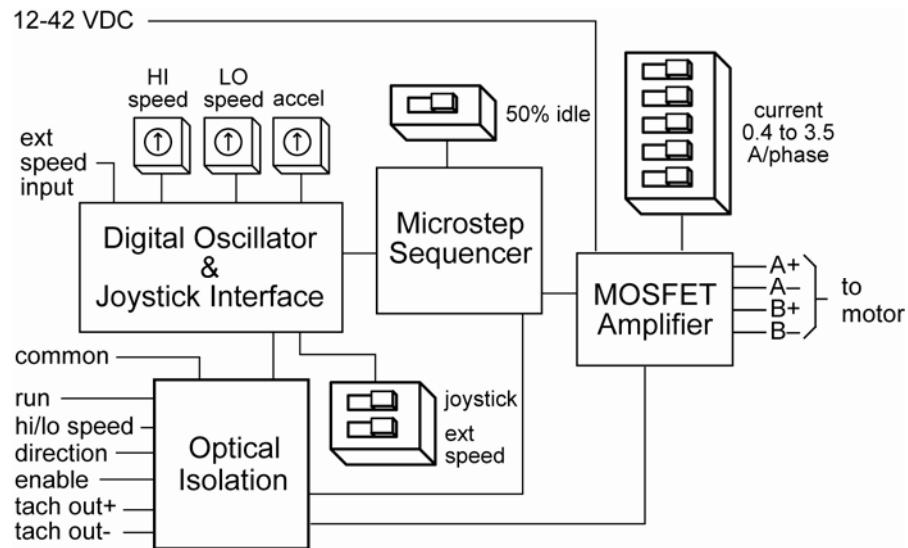 12-42 VDC
HI
speed
LO
speed
accel
ext
speed
input
50% idle
current
0.4 to 3.5
A/phase
Digital Oscillator
&
Joystick Interface
Microstep
Sequencer
MOSFET
Amplifier
A+
A–
B+
B–
to
motor
common
run
hi/lo speed
direction
enable
tach out+
tach out-
Optical
Isolation
joystick
ext
speed